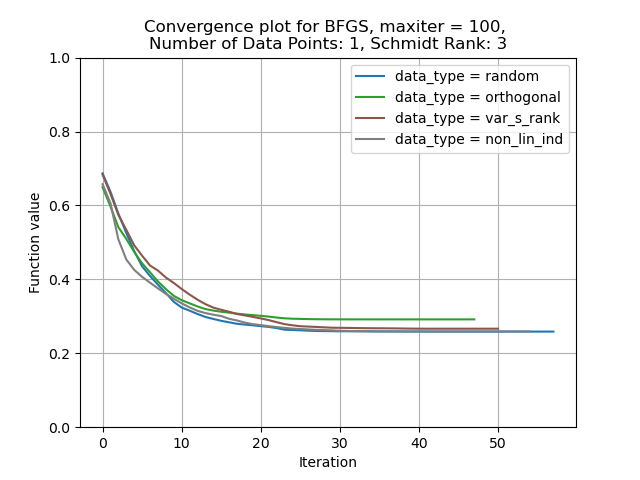 Convergence plot for BFGS, maxiter = 100,
Number of Data Points: 1, Schmidt Rank: 3
data_type = random
data_type = orthogonal
data_type = var_s_rank
data_type = non_lin_ind
Function value
1.0
0.8
0.6
0.4
0.2
0.0
0 10 20 30 40 50
Iteration